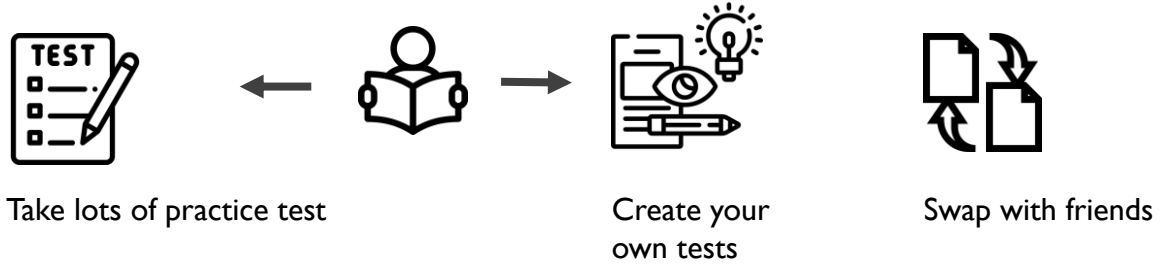 TEST
Take lots of practice test
Create your
own tests
Swap with friends